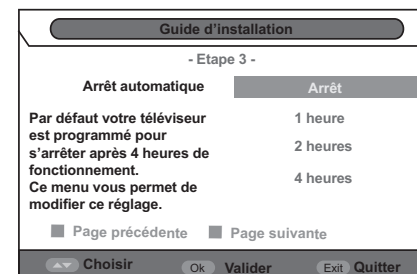 Guide d'installation
- Etape 3 -
Arrêt automatique
Arrêt
Par défaut votre téléviseur
est programmé pour
s'arrêter après 4 heures de
fonctionnement.
Ce menu vous permet de
modifier ce réglage.
1 heure
2 heures
4 heures
Page précédente Page suivante
Choisir Ok Valider Exit Quitter